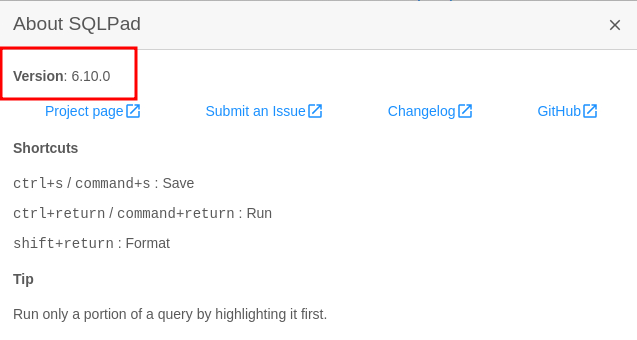 About SQLPad
Version: 6.10.0
Project page Submit an Issue Changelog GitHub
Shortcuts
ctrl+s / command+s : Save
ctrl+return / command+return : Run
shift+return : Format
Tip
Run only a portion of a query by highlighting it first.